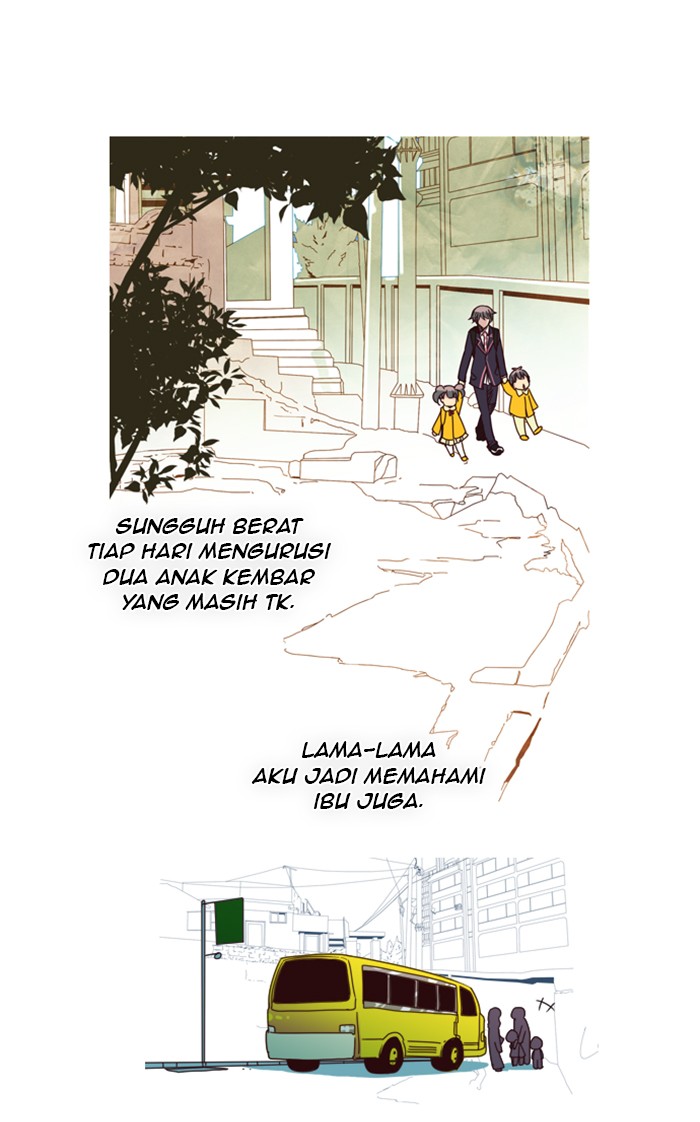 SUNGGUH BERAT
TIAP HARI MENGURUSI
DUA ANAK KEMBAR
YANG MASIH TK.
LAMA-LAMA
AKU JADI MEMAHAMI
IBU JUGA.